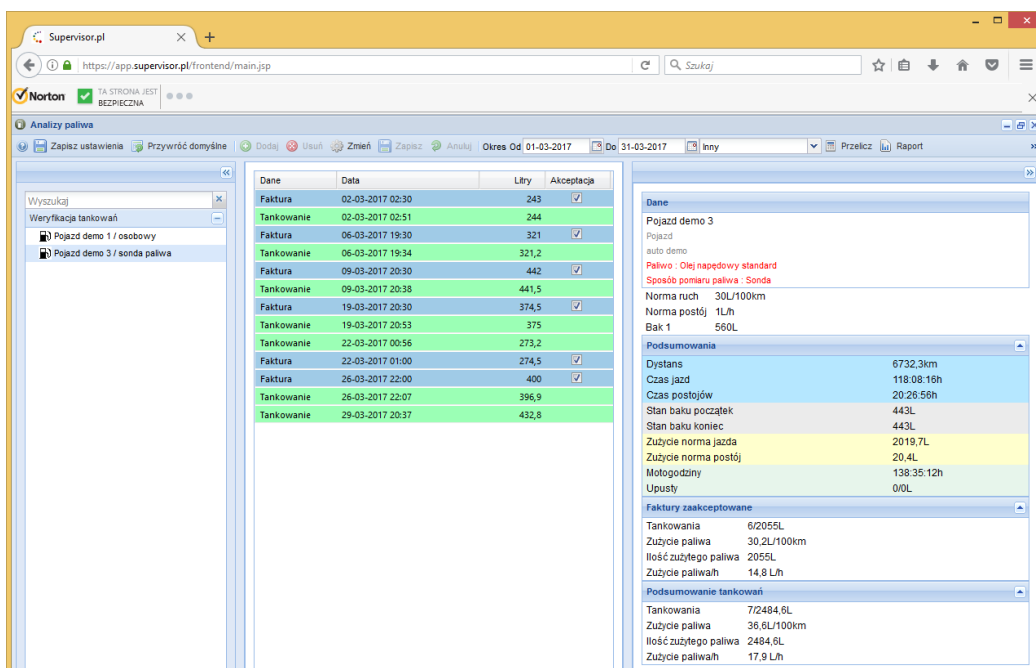 Supervisor.pl
https://app.supervisor.pl/frontend/main.jsp
Szukaj
Norton
TA STRONA JEST
BEZPIECZNA
Analizy paliwa
Zapisz ustawienia Przywróć domyślne Dodaj Usuń Zmień Zapisz Anuluj Okres Od 01-03-2017 Do 31-03-2017 Inny Przelicz Raport
Wyszukaj
Weryfikacja tankowań
Pojazd demo 1 / osobowy
Pojazd demo 3 / sonda paliwa
Dane Data Litry Akceptacja
Faktura 02-03-2017 02:30 243
Tankowanie 02-03-2017 02:51 244
Faktura 06-03-2017 19:30 321
Tankowanie 06-03-2017 19:34 321,2
Faktura 09-03-2017 20:30 442
Tankowanie 09-03-2017 20:38 441,5
Faktura 19-03-2017 20:30 374,5
Tankowanie 19-03-2017 20:53 375
Tankowanie 22-03-2017 00:56 273,2
Faktura 22-03-2017 01:00 274,5
Faktura 26-03-2017 22:00 400
Tankowanie 26-03-2017 22:07 396,9
Tankowanie 29-03-2017 20:37 432,8
Dane
Pojazd demo 3
Pojazd
auto demo
Paliwo : Olej napędowy standard
Sposób pomiaru paliwa : Sonda
Norma ruch 30L/100km
Norma postój 1L/h
Bak 1 560L
Podsumowania
Dystans 6732,3km
Czas jazd 118:08:16h
Czas postojów 20:26:56h
Stan baku początek 443L
Stan baku koniec 443L
Zużycie norma jazda 2019,7L
Zużycie norma postój 20,4L
Motogodziny 138:35:12h
Upusty 0/0L
Faktury zaakceptowane
Tankowania 6/2055L
Zużycie paliwa 30,2L/100km
Ilość zużytego paliwa 2055L
Zużycie paliwa/h 14,8 L/h
Podsumowanie tankowań
Tankowania 7/2484,6L
Zużycie paliwa 36,6L/100km
Ilość zużytego paliwa 2484,6L
Zużycie paliwa/h 17,9 L/h